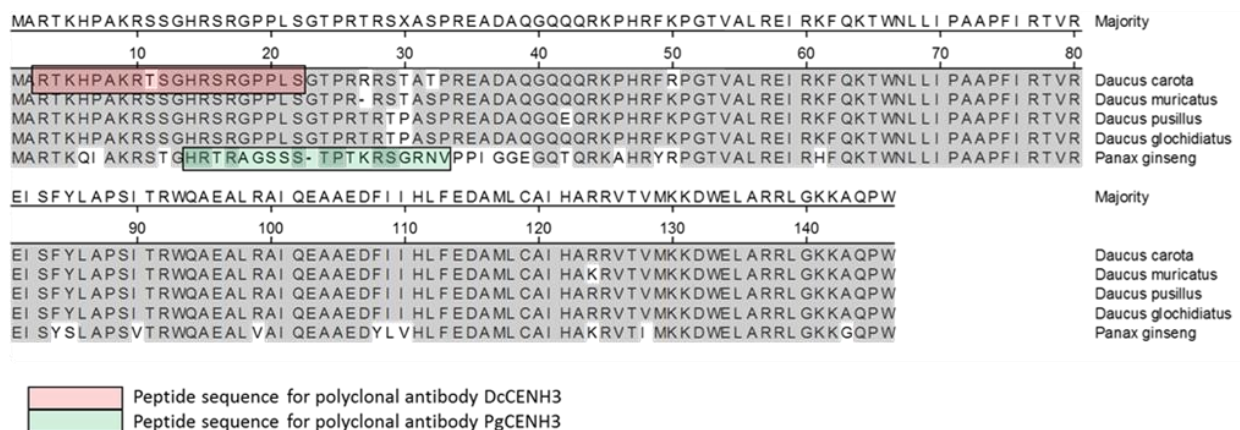 MARTKHPAKRSSGHRSRGPPLSGTPRTRSXASPREADAQGQQQRKPHRFKPGTVALREIRKFQKTWNLLIPAAPFIRTVR Majority
10 20 30 40 50 60 70 80
MARTKHPAKRTSGHRSRGPPLSGTPRRRSTATPREADAQGQQQRKPHRFRPGTVALREIRKFQKTWNLLIPAAPFIRTVR Daucus carota
MARTKHPAKRSSGHRSRGPPLSGTPR-RSTASPREADAQGQQQRKPHRFKPGTVALREIRKFQKTWNLLIPAAPFIRTVR Daucus muricatus
MARTKHPAKRSSGHRSRGPPLSGTPRTRTPASPREADAQGQEQRKPHRFKPGTVALREIRKFQKTWNLLIPAAPFIRTVR Daucus pusillus
MARTKHPAKRSSGHRSRGPPLSGTPRTRTPASPREADAQGQQQRKPHRFKPGTVALREIRKFQKTWNLLIPAAPFIRTVR Daucus glochidiatus
MARTKQIAKRSTGHRTRAGSSS-TPTKRSGRNVPPIGGEGQTQRKAHRYRPGTVALREIRHFQKTWNLLIPAAPFIRTVR Panax ginseng
EISFYLAPSITRWQAEALRAIQEAAEDFIIHLFEDAMLCAIHARRVTVMKKDWELARRLGKKAQPW Majority
90 100 110 120 130 140
EISFYLAPSITRWQAEALRAIQEAAEDFIIHLFEDAMLCAIHARRVTVMKKDWELARRLGKKAQPW Daucus carota
EISFYLAPSITRWQAEALRAIQEAAEDFIIHLFEDAMLCAIHAKRVTVMKKDWELARRLGKKAQPW Daucus muricatus
EISFYLAPSITRWQAEALRAIQEAAEDFIIHLFEDAMLCAIHARRVTVMKKDWELARRLGKKAQPW Daucus pusillus
EISFYLAPSITRWQAEALRAIQEAAEDFIIHLFEDAMLCAIHARRVTVMKKDWELARRLGKKAQPW Daucus glochidiatus
EISYSLAPSVTRWQAEALVAIQEAAEDYLVHLFEDAMLCAIHAKRVTIMKKDWELARRLGKKGQPW Panax ginseng
Peptide sequence for polyclonal antibody DcCENH3
Peptide sequence for polyclonal antibody PgCENH3